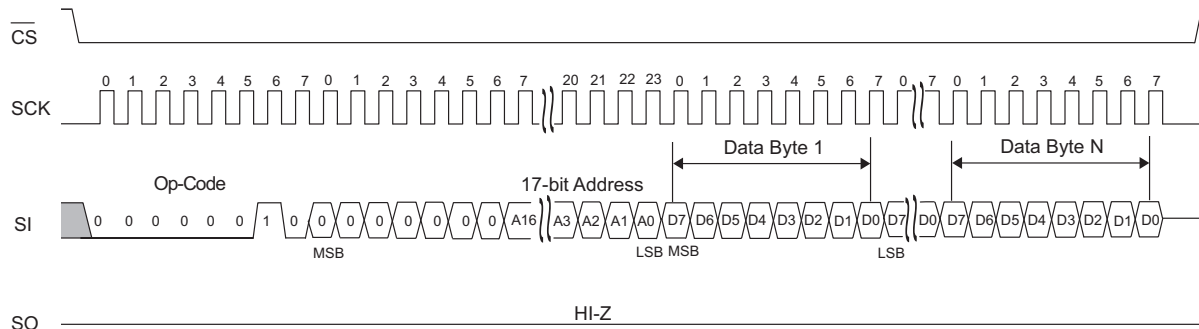 CS
0 1 2 3 4 5 6 7 0 1 2 3 4 5 6 7 20 21 22 23 0 1 2 3 4 5 6 7 0 7 0 1 2 3 4 5 6 7
SCK
Data Byte 1 Data Byte N
Op-Code 17-bit Address
SI 0 0 0 0 0 0 1 0 0 0 0 0 0 0 0 A16 A3 A2 A1 A0 D7 D6 D5 D4 D3 D2 D1 D0 D7 D0 D7 D6 D5 D4 D3 D2 D1 D0
MSB LSB MSB LSB
HI-Z
SO